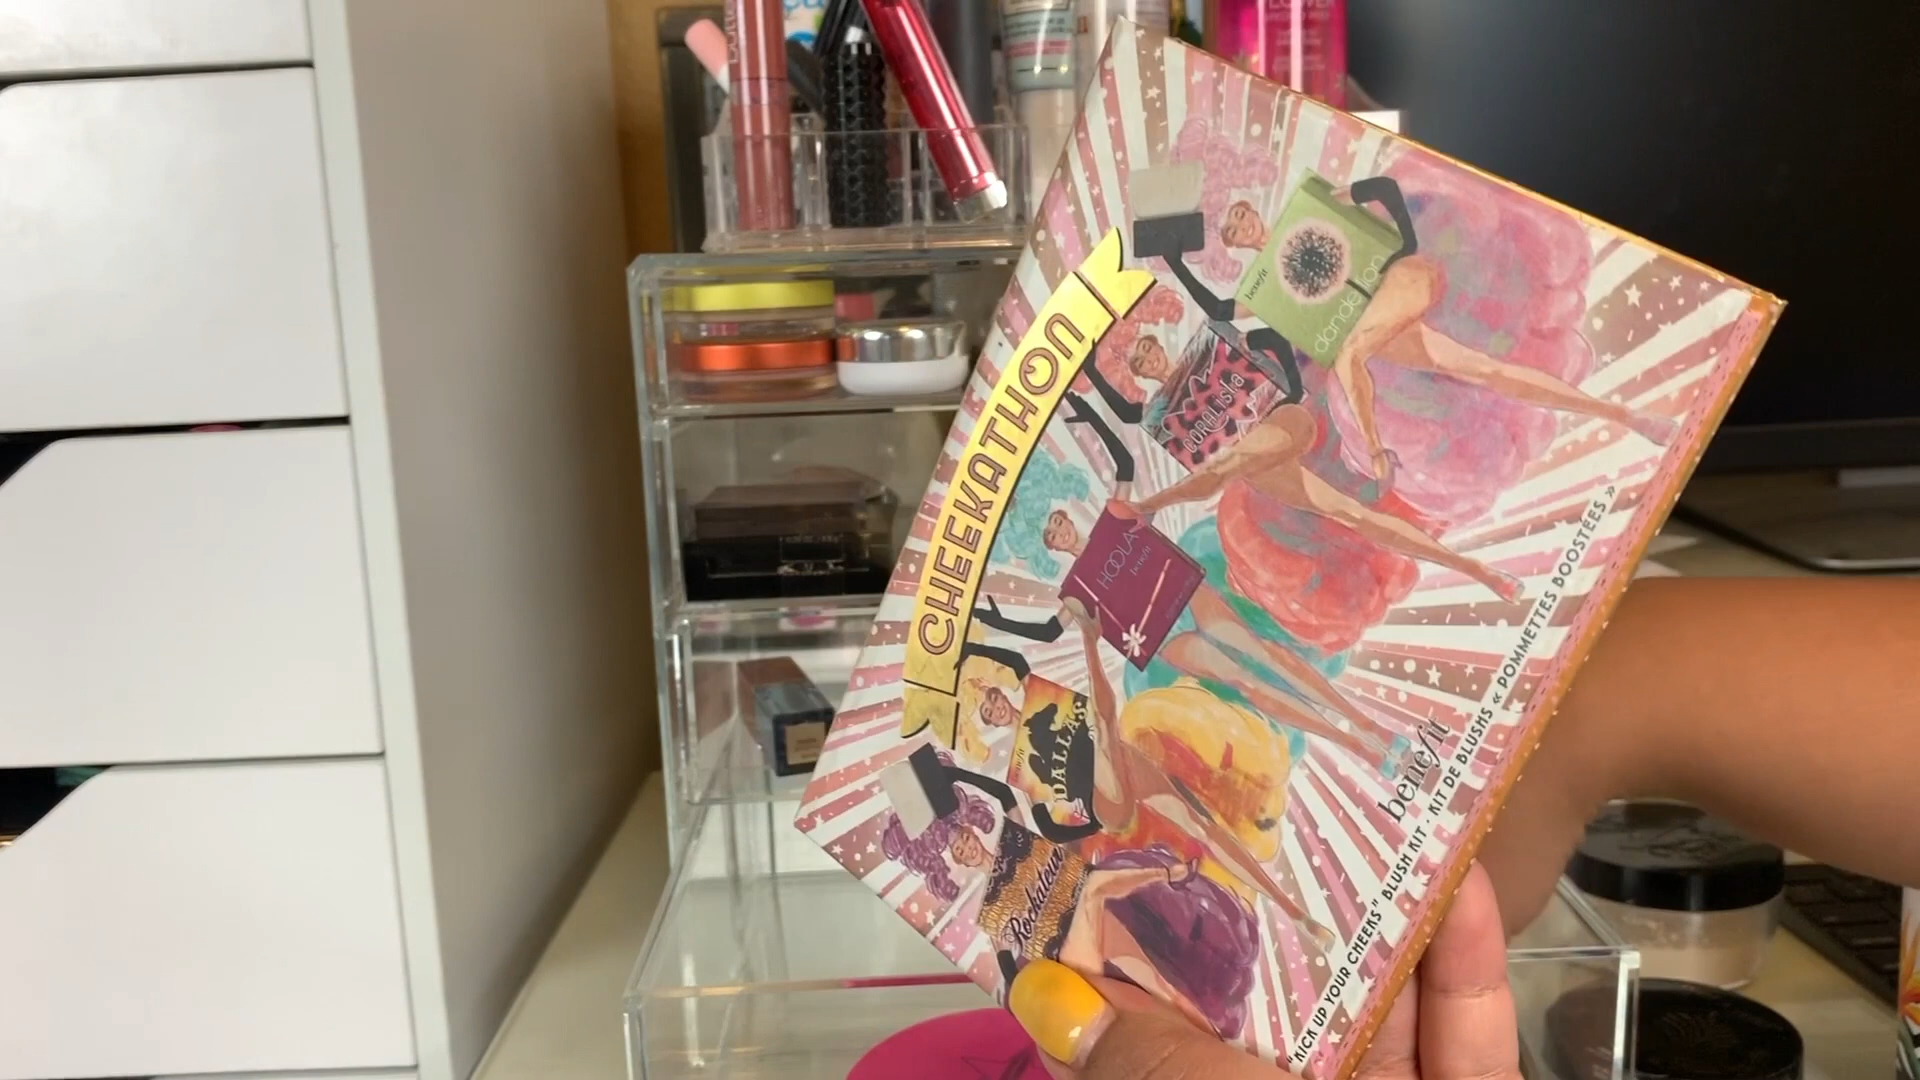 CHEEKATHON
benefit
dandelion
CORALista
HOOLA
benefit
benefit
DALLAS
Rockateur
benefit
"KICK UP YOUR CHEEKS" BLUSH KIT • KIT DE BLUSHS « POMMETTES BOOSTÉES »